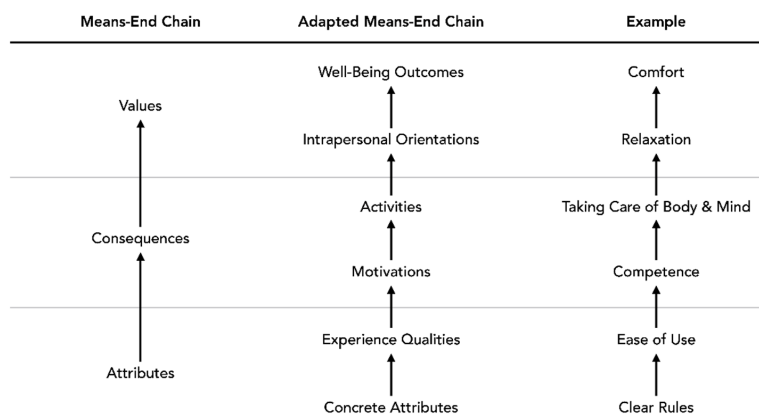 Means-End Chain Adapted Means-End Chain Example
Well-Being Outcomes Comfort
Values
Intrapersonal Orientations Relaxation
Activities Taking Care of Body & Mind
Consequences
Motivations Competence
Experience Qualities Ease of Use
Attributes
Concrete Attributes Clear Rules